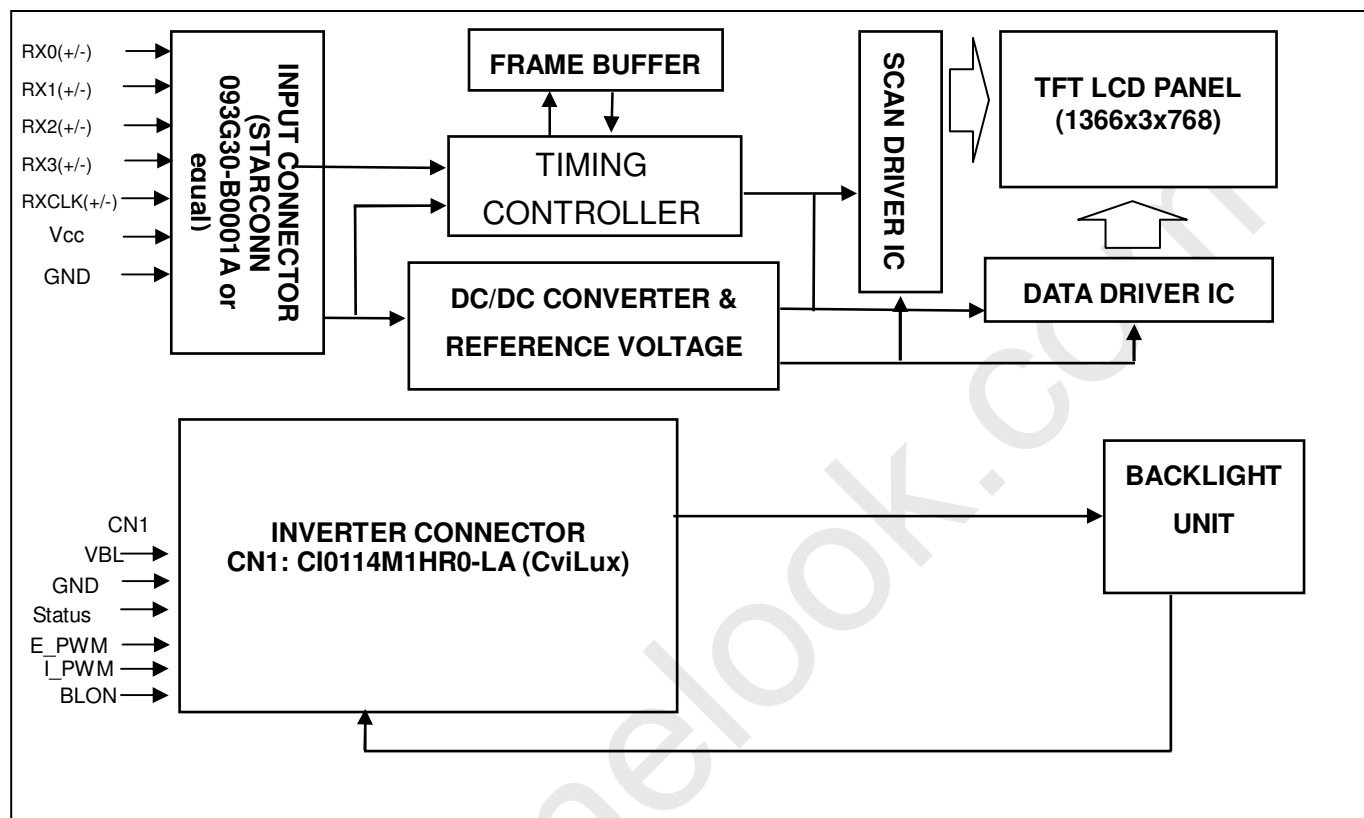 RX0(+/-)
RX1(+/-)
RX2(+/-)
RX3(+/-)
RXCLK(+/-)
Vcc
GND
INPUT CONNECTOR
(STARCONN
093G30-B0001A or
equal)
FRAME BUFFER
TIMING
CONTROLLER
DC/DC CONVERTER &
REFERENCE VOLTAGE
SCAN DRIVER IC
TFT LCD PANEL
(1366x3x768)
DATA DRIVER IC
CN1
VBL
GND
Status
E_PWM
I_PWM
BLON
INVERTER CONNECTOR
CN1: CI0114M1HR0-LA (CviLux)
BACKLIGHT
UNIT
nelook.com